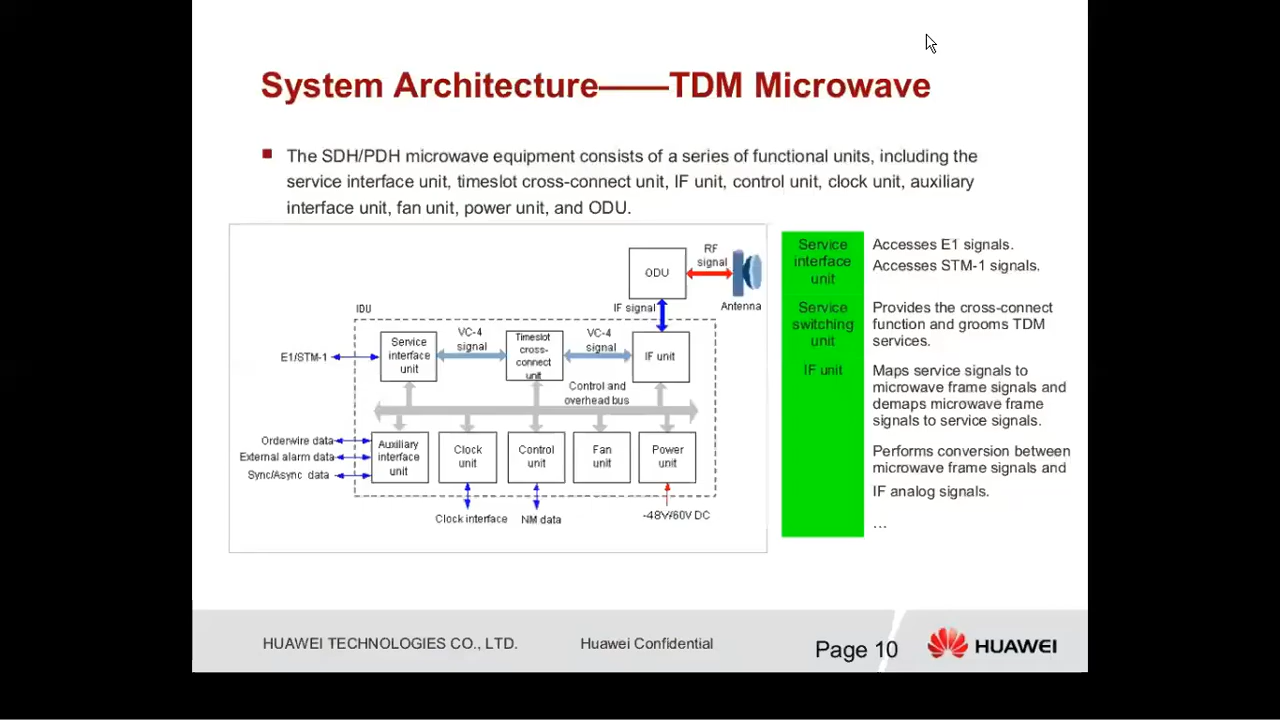 System Architecture——TDM Microwave
The SDH/PDH microwave equipment consists of a series of functional units, including the
service interface unit, timeslot cross-connect unit, IF unit, control unit, clock unit, auxiliary
interface unit, fan unit, power unit, and ODU.
ODU
RF
signal
Antenna
IF signal
IDU
E1/STM-1
Service
interface
unit
VC-4
signal
Timeslot
cross-
connect
unit
VC-4
signal
IF unit
Control and
overhead bus
Orderwire data
External alarm data
Sync/Async data
Auxiliary
interface
unit
Clock
unit
Control
unit
Fan
unit
Power
unit
Clock interface
NM data
-48V/60V DC
Service
interface
unit
Accesses E1 signals.
Accesses STM-1 signals.
Service
switching
unit
Provides the cross-connect
function and grooms TDM
services.
IF unit
Maps service signals to
microwave frame signals and
demaps microwave frame
signals to service signals.
Performs conversion between
microwave frame signals and
IF analog signals.
…
HUAWEI TECHNOLOGIES CO., LTD.
Huawei Confidential
Page 10
HUAWEI